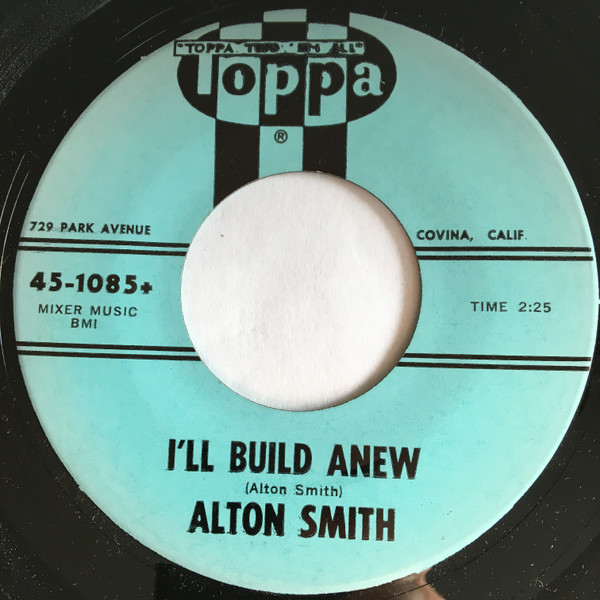 "TOPPA TOPS 'EM ALL"
Toppa
®
729 PARK AVENUE
COVINA, CALIF.
45-1085+
MIXER MUSIC
BMI
TIME 2:25
I'LL BUILD ANEW
(Alton Smith)
ALTON SMITH